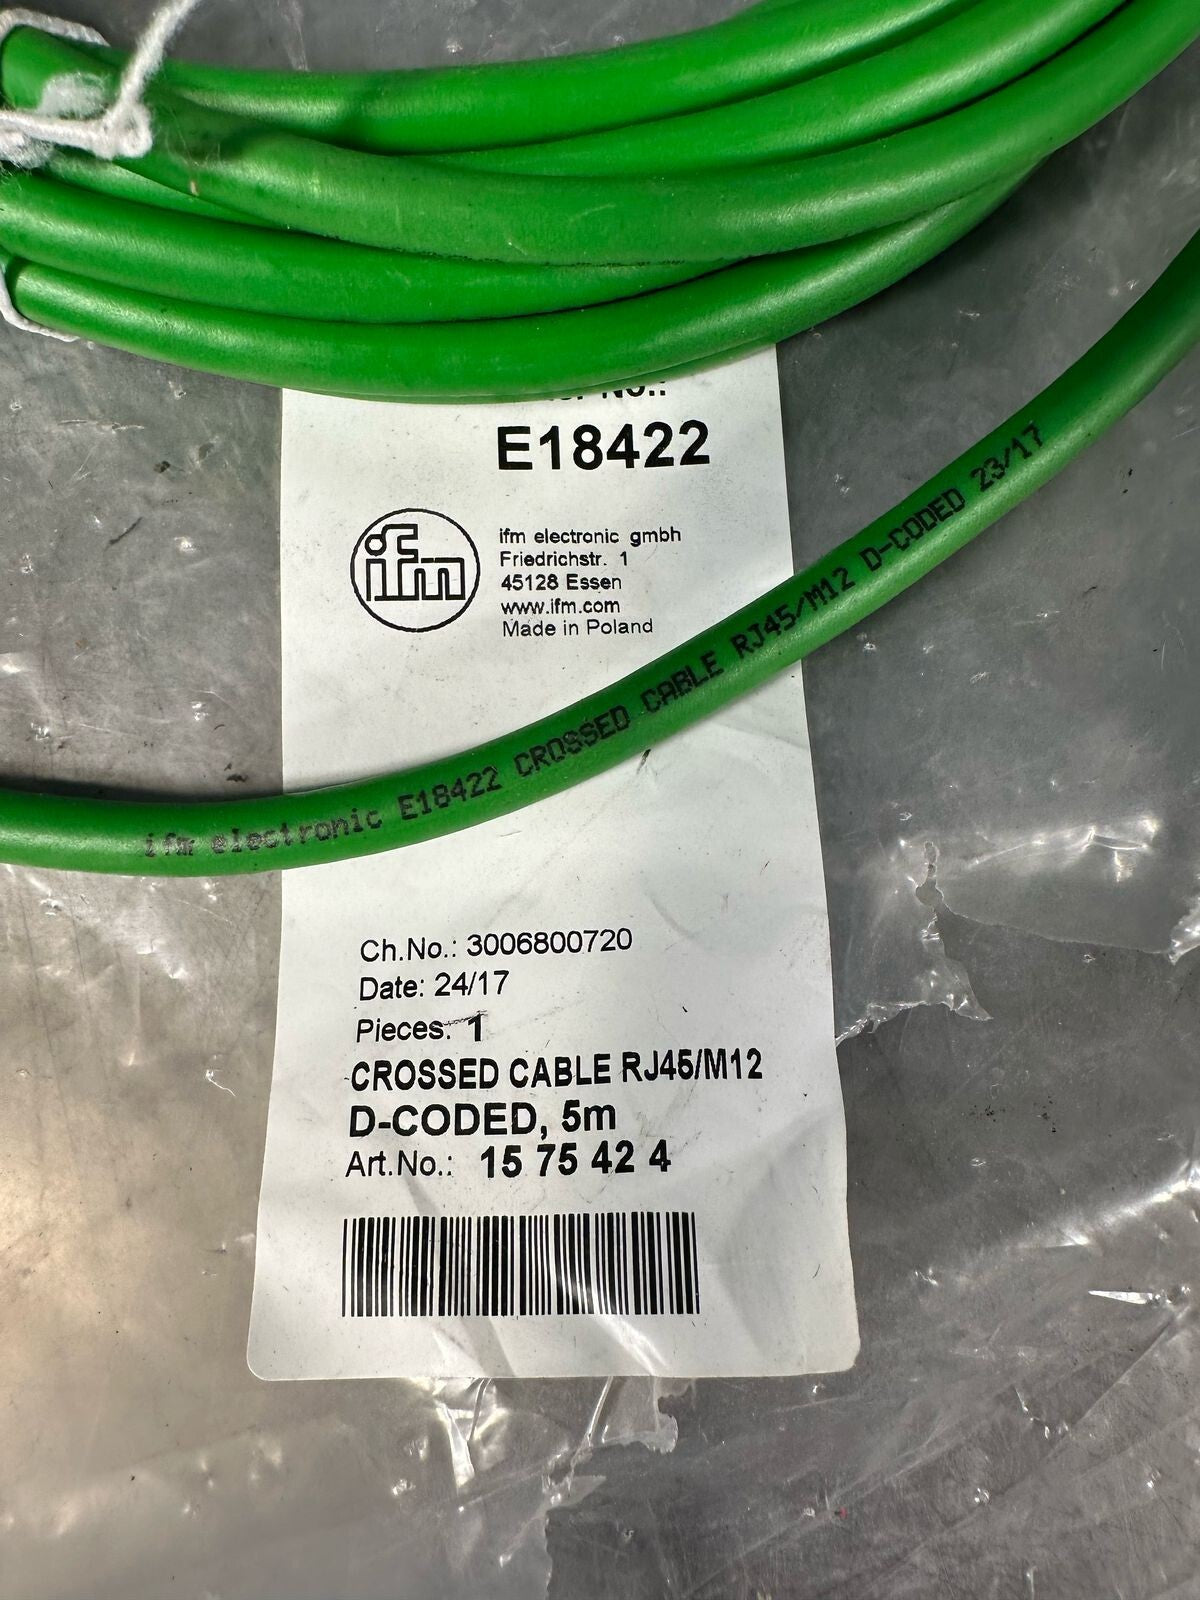 E18422
ifm
ifm electronic gmbh
Friedrichstr. 1
45128 Essen
www.ifm.com
Made in Poland
ifm electronic E18422 CROSSED CABLE RJ45/M12 D-CODED 23/17
Ch.No.: 3006800720
Date: 24/17
Pieces: 1
CROSSED CABLE RJ45/M12
D-CODED, 5m
Art.No.: 15 75 42 4